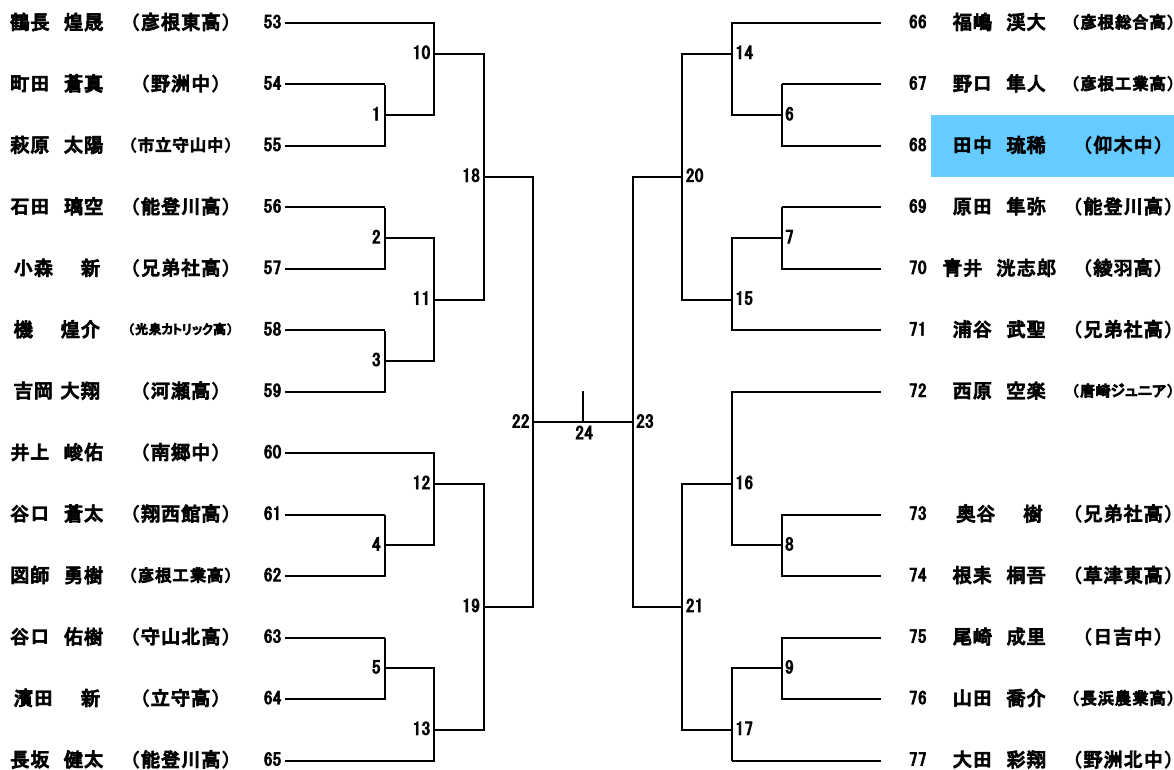 鶴長 煌晟 （彦根東高） 53
町田 蒼真 （野洲中） 54
萩原 太陽 （市立守山中） 55
石田 璃空 （能登川高） 56
小森 新 （兄弟社高） 57
機 煌介 （光泉カトリック高） 58
吉岡 大翔 （河瀬高） 59
井上 峻佑 （南郷中） 60
谷口 蒼太 （翔西館高） 61
図師 勇樹 （彦根工業高） 62
谷口 佑樹 （守山北高） 63
濱田 新 （立守高） 64
長坂 健太 （能登川高） 65
10
1
18
2
11
3
22
12
4
19
5
13
24
14
6
20
7
15
23
16
8
21
9
17
66 福嶋 渓大 （彦根総合高）
67 野口 隼人 （彦根工業高）
68 田中 琉稀 （仰木中）
69 原田 隼弥 （能登川高）
70 青井 洸志郎 （綾羽高）
71 浦谷 武聖 （兄弟社高）
72 西原 空楽 （唐崎ジュニア）
73 奥谷 樹 （兄弟社高）
74 根耒 桐吾 （草津東高）
75 尾崎 成里 （日吉中）
76 山田 喬介 （長浜農業高）
77 大田 彩翔 （野洲北中）